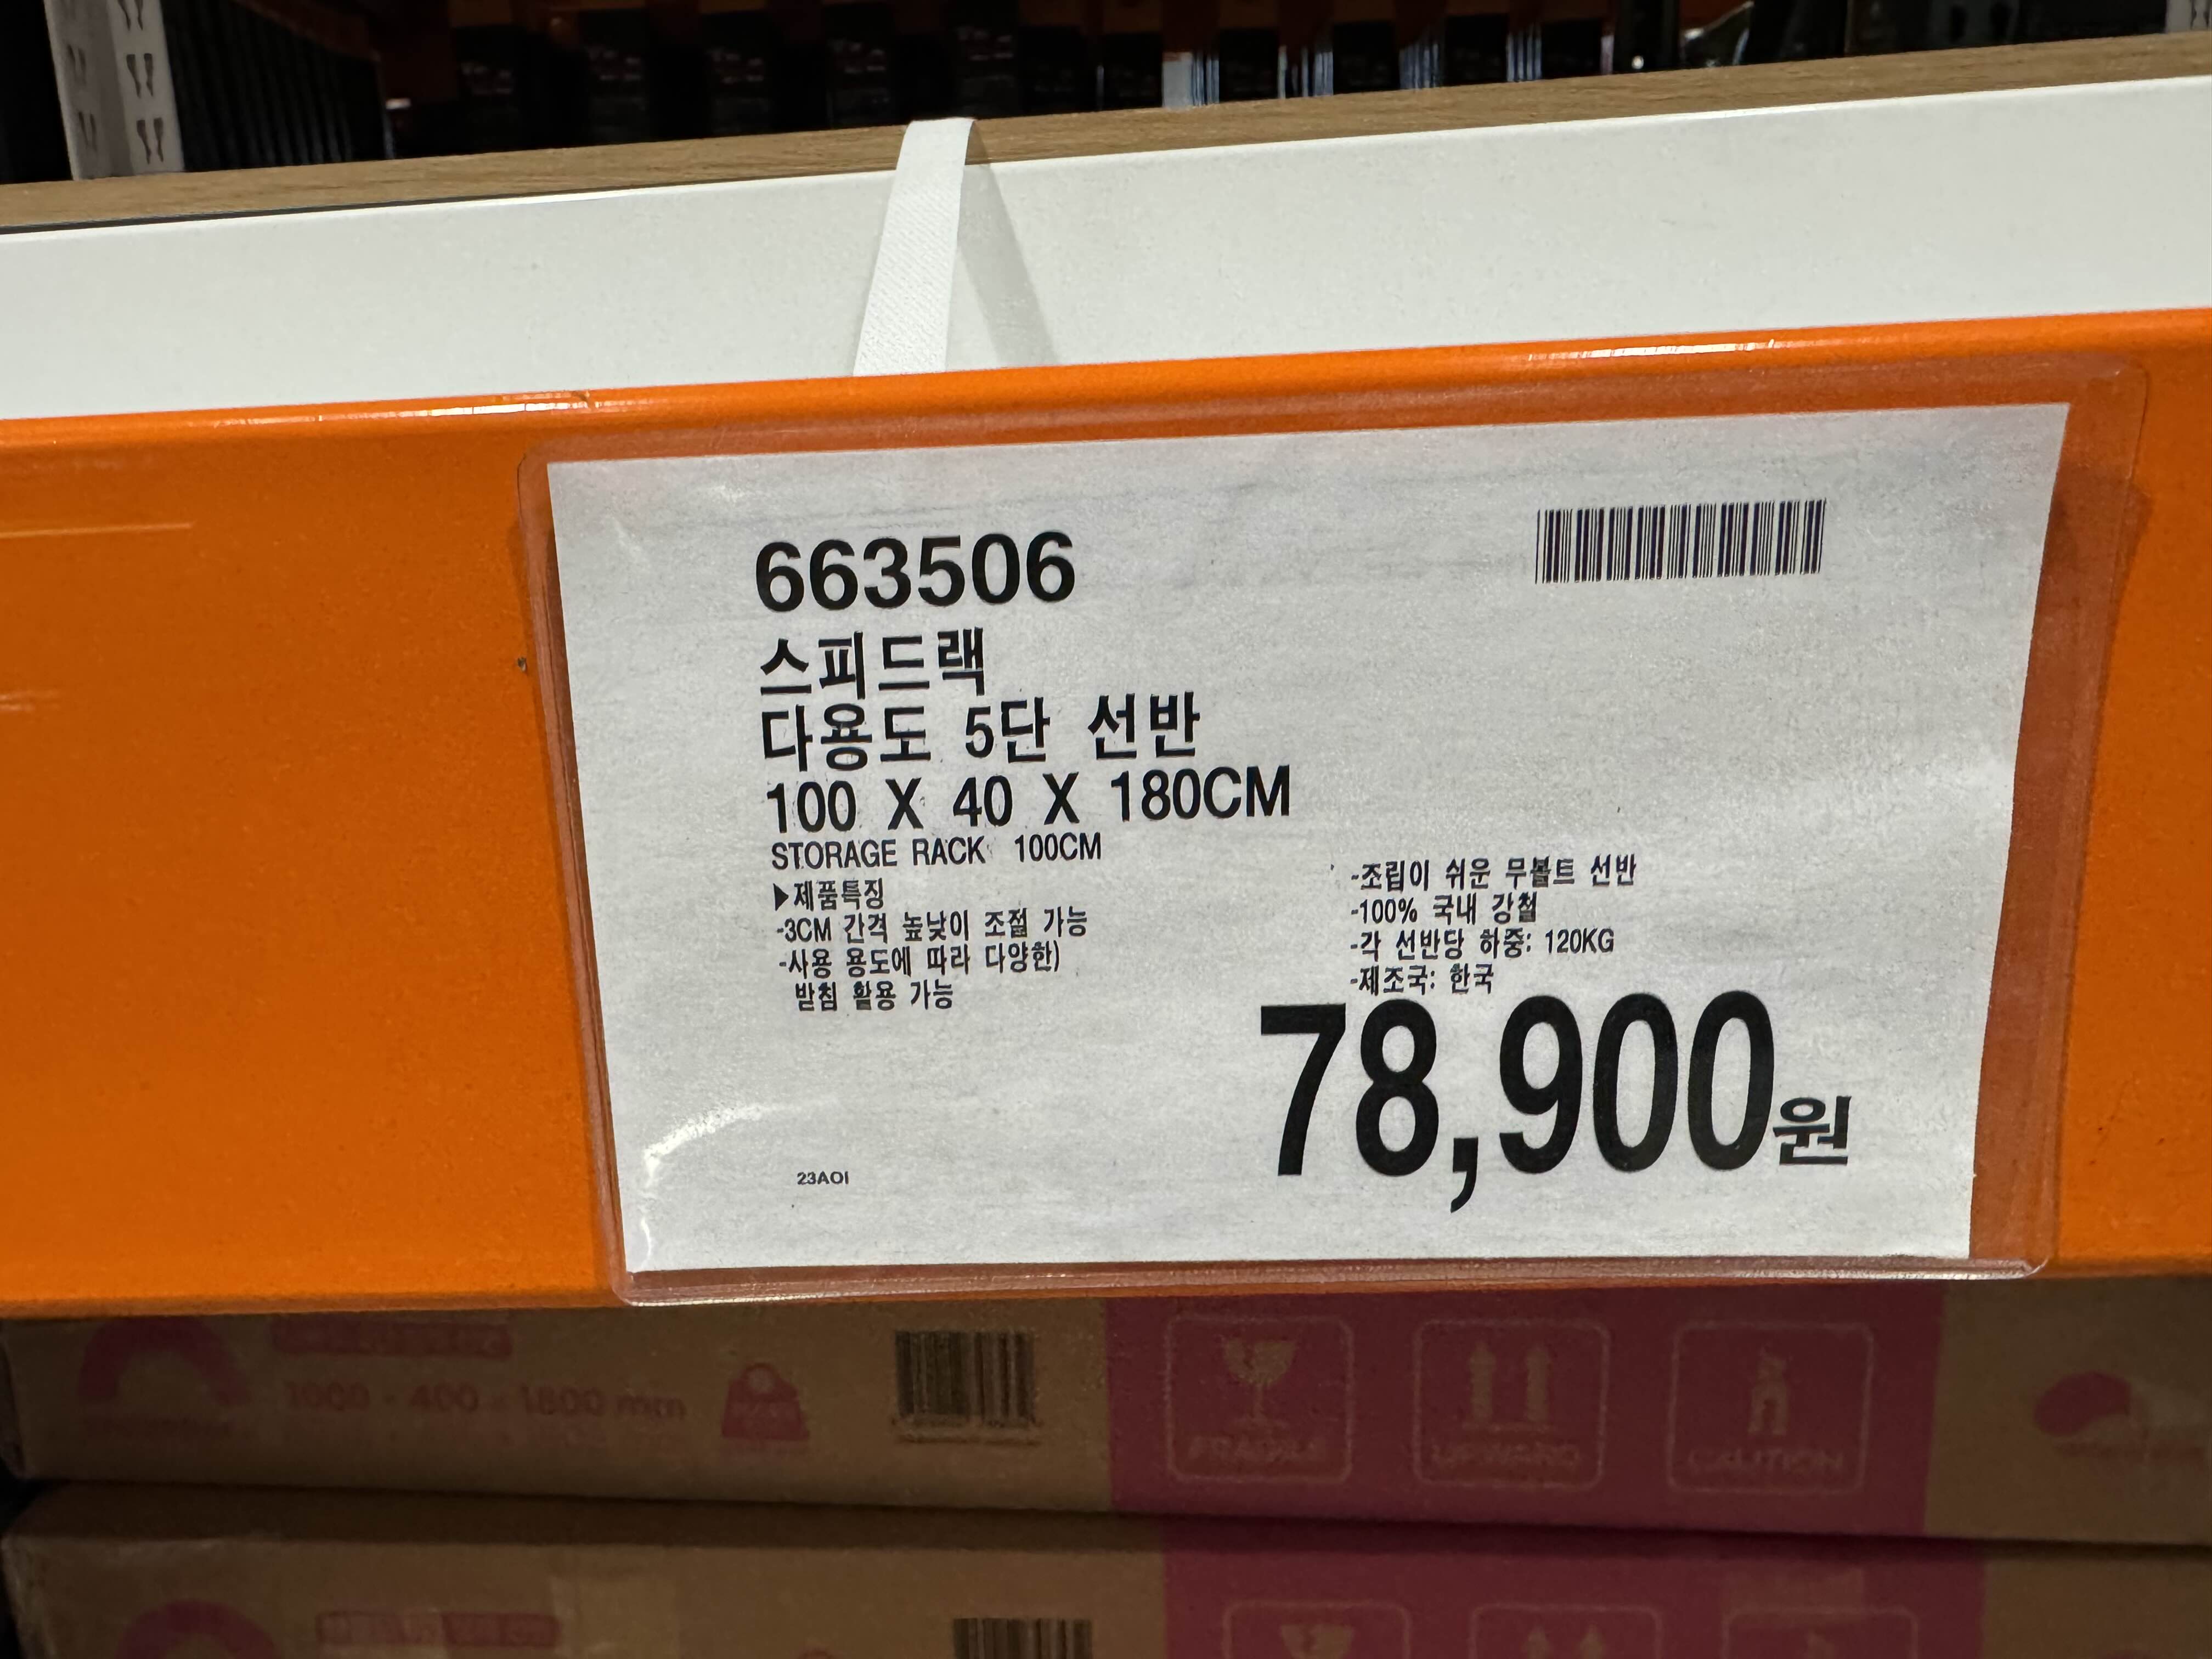 663506
스피드랙
다용도 5단 선반
100 X 40 X 180CM
STORAGE RACK 100CM
▶제품특징
-3CM 간격 높낮이 조절 가능
-사용 용도에 따라 다양한)
받침 활용 가능
-조립이 쉬운 무볼트 선반
-100% 국내 강철
-각 선반당 하중: 120KG
-제조국: 한국
78,900원
23AOI
1000 - 400 - 1800 mm
FRAGILE
UPWARD
CAUTION